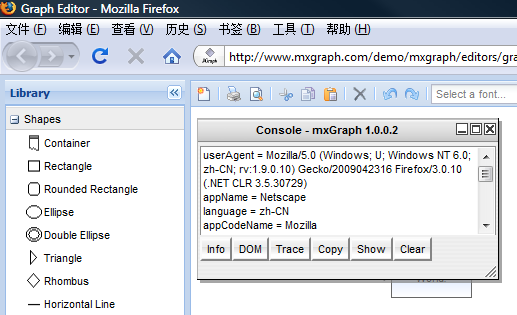 Graph Editor - Mozilla Firefox
文件 (F) 编辑 (E) 查看 (V) 历史 (S) 书签 (B) 工具 (T) 帮助 (H)
JGraph http://www.mxgraph.com/demo/mxgraph/editors/gra
Library
Select a font...
Shapes
Container
Rectangle
Rounded Rectangle
Ellipse
Double Ellipse
Triangle
Rhombus
Horizontal Line
Console - mxGraph 1.0.0.2
userAgent = Mozilla/5.0 (Windows; U; Windows NT 6.0;
zh-CN; rv:1.9.0.10) Gecko/2009042316 Firefox/3.0.10
(.NET CLR 3.5.30729)
appName = Netscape
language = zh-CN
appCodeName = Mozilla
Info DOM Trace Copy Show Clear
World!